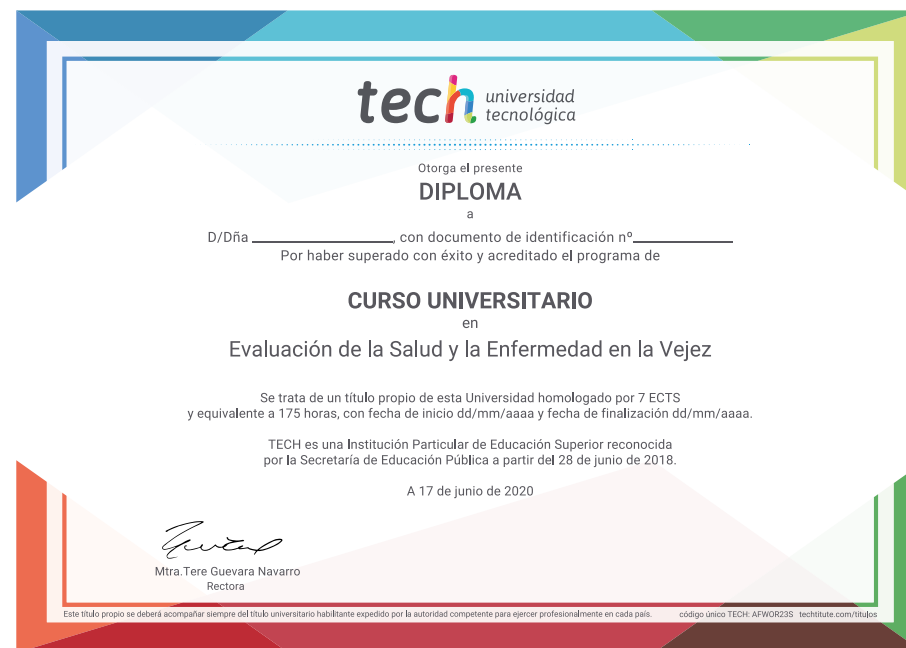 tech universidad
tecnológica
Otorga el presente
DIPLOMA
a
D/Dña ____________, con documento de identificación nº____________
Por haber superado con éxito y acreditado el programa de
CURSO UNIVERSITARIO
en
Evaluación de la Salud y la Enfermedad en la Vejez
Se trata de un título propio de esta Universidad homologado por 7 ECTS
y equivalente a 175 horas, con fecha de inicio dd/mm/aaaa y fecha de finalización dd/mm/aaaa.
TECH es una Institución Particular de Educación Superior reconocida
por la Secretaría de Educación Pública a partir del 28 de junio de 2018.
A 17 de junio de 2020
Mtra.Tere Guevara Navarro
Rectora
Este título propio se deberá acompañar siempre del título universitario habilitante expedido por la autoridad competente para ejercer profesionalmente en cada país. código único TECH: AFWOR23S techtitute.com/títulos